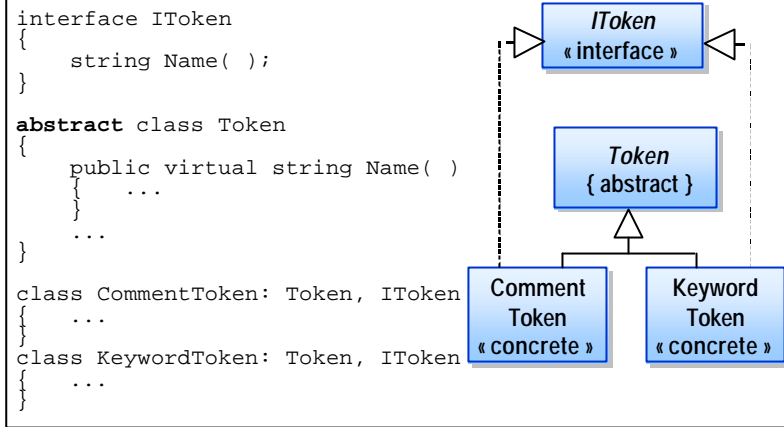 interface IToken
{
    string Name( );
}
abstract class Token
{
    public virtual string Name( )
    {   ...
    }
    ...
}
class CommentToken: Token, IToken
{   ...
}
class KeywordToken: Token, IToken
{   ...
}
IToken
« interface »
Token
{ abstract }
Comment
Token
« concrete »
Keyword
Token
« concrete »